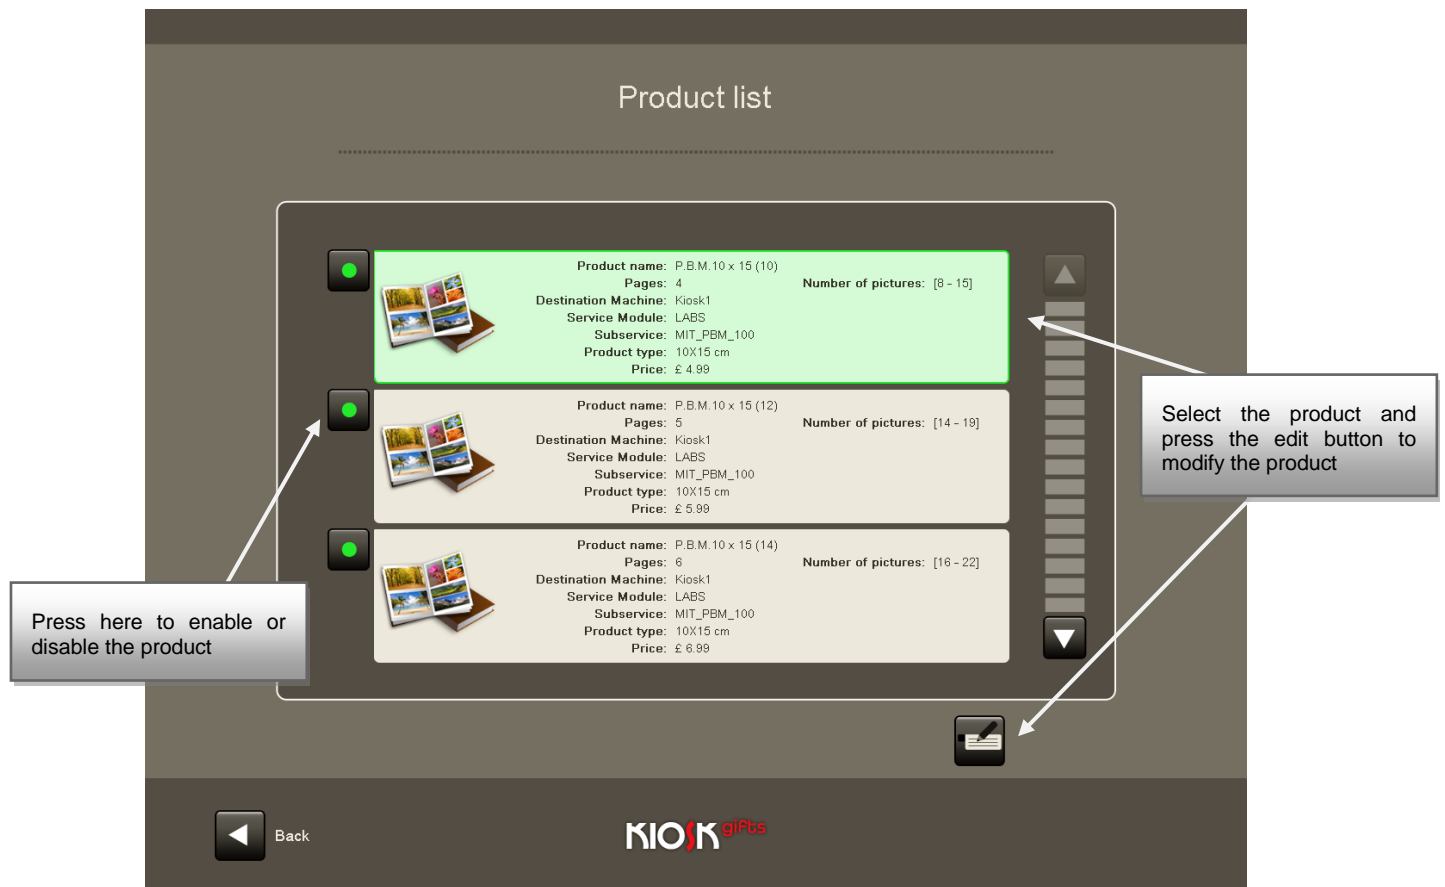 Product list
Product name: P.B.M.10 x 15 (10)
Pages: 4 Number of pictures: [8 - 15]
Destination Machine: Kiosk1
Service Module: LABS
Subservice: MIT_PBM_100
Product type: 10X15 cm
Price: £ 4.99
Product name: P.B.M.10 x 15 (12)
Pages: 5 Number of pictures: [14 - 19]
Destination Machine: Kiosk1
Service Module: LABS
Subservice: MIT_PBM_100
Product type: 10X15 cm
Price: £ 5.99
Product name: P.B.M.10 x 15 (14)
Pages: 6 Number of pictures: [16 - 22]
Destination Machine: Kiosk1
Service Module: LABS
Subservice: MIT_PBM_100
Product type: 10X15 cm
Price: £ 6.99
Select the product and
press the edit button to
modify the product
Press here to enable or
disable the product
Back
KIOSK gifts